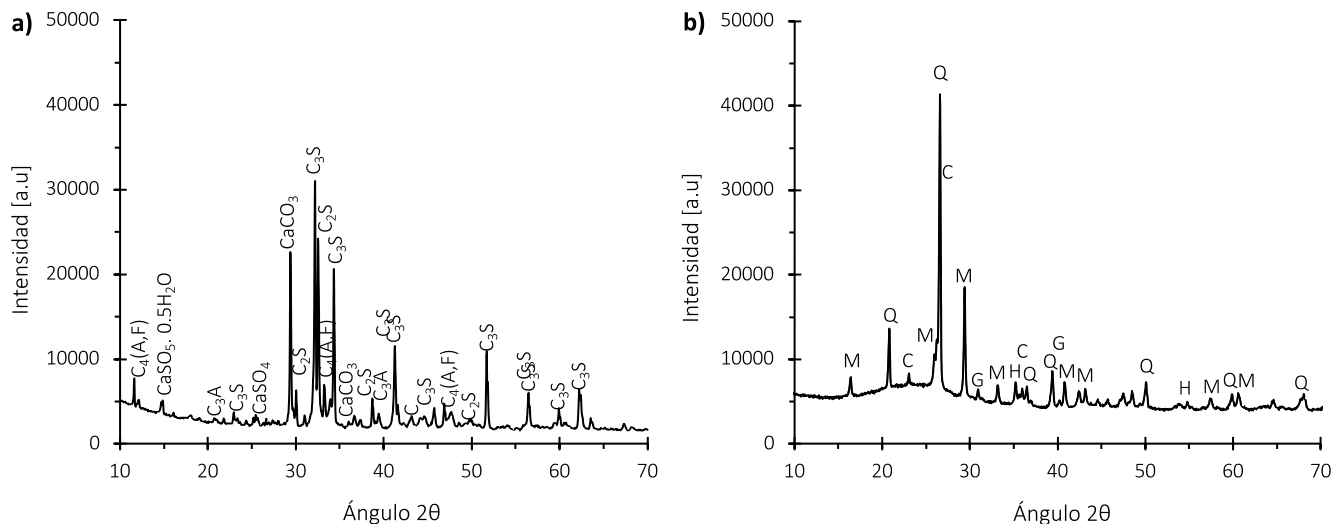 a)
Intensidad [a.u]
50000
40000
30000
20000
10000
0
C₄(A,F)
CaSO₅. 0.5H₂O
C₃A
C₃S
CaSO₄
CaCO₃
C₂S
C₃S
C₂S
C₄(A,F)
C₃S
CaCO₃
C₂S
C₃A
C₃S
C₃S
C
C₃S
C₄(A,F)
C₂S
C₃S
C₃S
C₃S
C₃S
C₃S
10 20 30 40 50 60 70
Ángulo 2θ
b)
Intensidad [a.u]
50000
40000
30000
20000
10000
0
M
Q
C
M
Q
C
M
G
M
H
C
Q
Q
G
M
M
Q
H
M
Q
M
Q
10 20 30 40 50 60 70
Ángulo 2θ